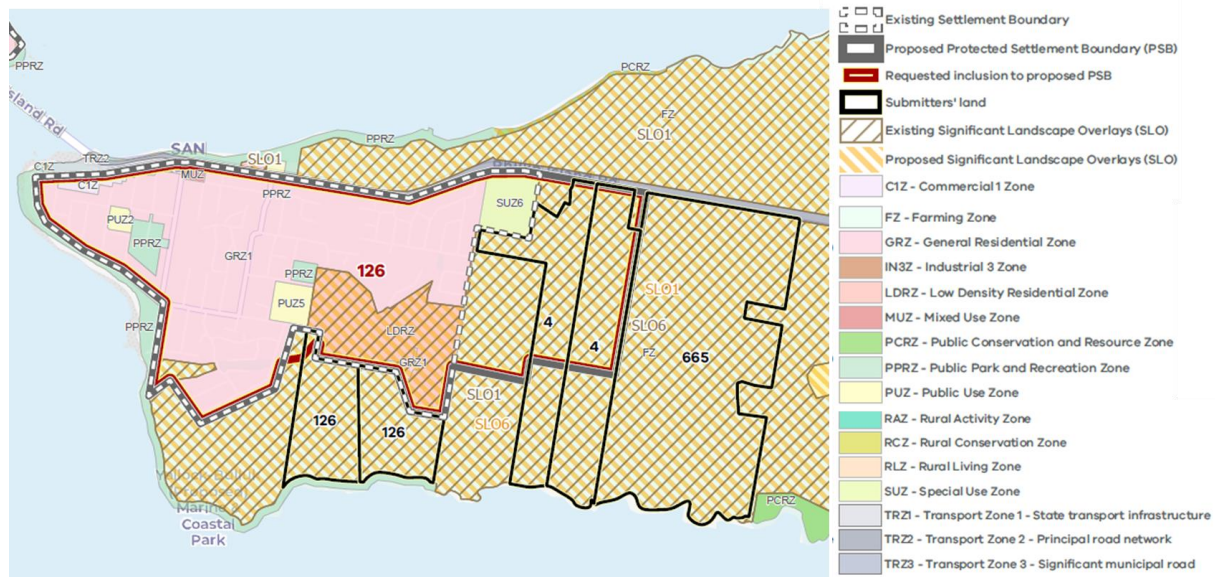 PPRZ
Island Rd
SAN
TRZ2
C1Z
C1Z
MUZ
SLO1
PPRZ
PCRZ
FZ
SLO1
PPRZ
PUZ2
PPRZ
GRZ1
PPRZ
PUZ5
126
SUZ6
LDRZ
GRZ1
PPRZ
4
4
SLO1
SLO6
FZ
665
SLO1
SLO6
126
126
Marine
Coastal
Park
PCRZ
Existing Settlement Boundary
Proposed Protected Settlement Boundary (PSB)
Requested inclusion to proposed PSB
Submitters' land
Existing Significant Landscape Overlays (SLO)
Proposed Significant Landscape Overlays (SLO)
C1Z - Commercial 1 Zone
FZ - Farming Zone
GRZ - General Residential Zone
IN3Z - Industrial 3 Zone
LDRZ - Low Density Residential Zone
MUZ - Mixed Use Zone
PCRZ - Public Conservation and Resource Zone
PPRZ - Public Park and Recreation Zone
PUZ - Public Use Zone
RAZ - Rural Activity Zone
RCZ - Rural Conservation Zone
RLZ - Rural Living Zone
SUZ - Special Use Zone
TRZ1 - Transport Zone 1 - State transport infrastructure
TRZ2 - Transport Zone 2 - Principal road network
TRZ3 - Transport Zone 3 - Significant municipal road